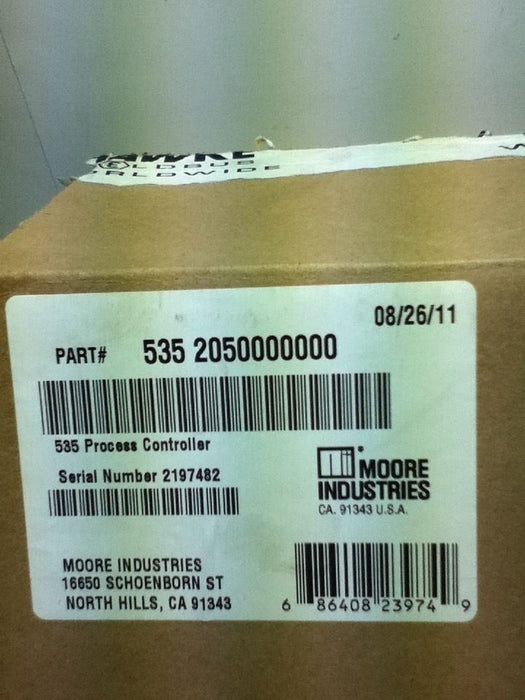 WORLDWIDE
08/26/11
PART# 535 2050000000
535 Process Controller
Serial Number 2197482
MOORE
INDUSTRIES
CA. 91343 U.S.A.
MOORE INDUSTRIES
16650 SCHOENBORN ST
NORTH HILLS, CA 91343
6 86408 23974 9